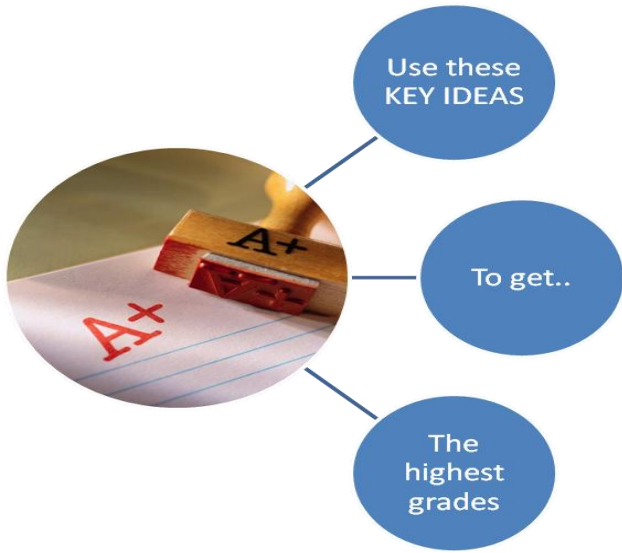 Use these
KEY IDEAS
A+
A+
To get..
The
highest
grades